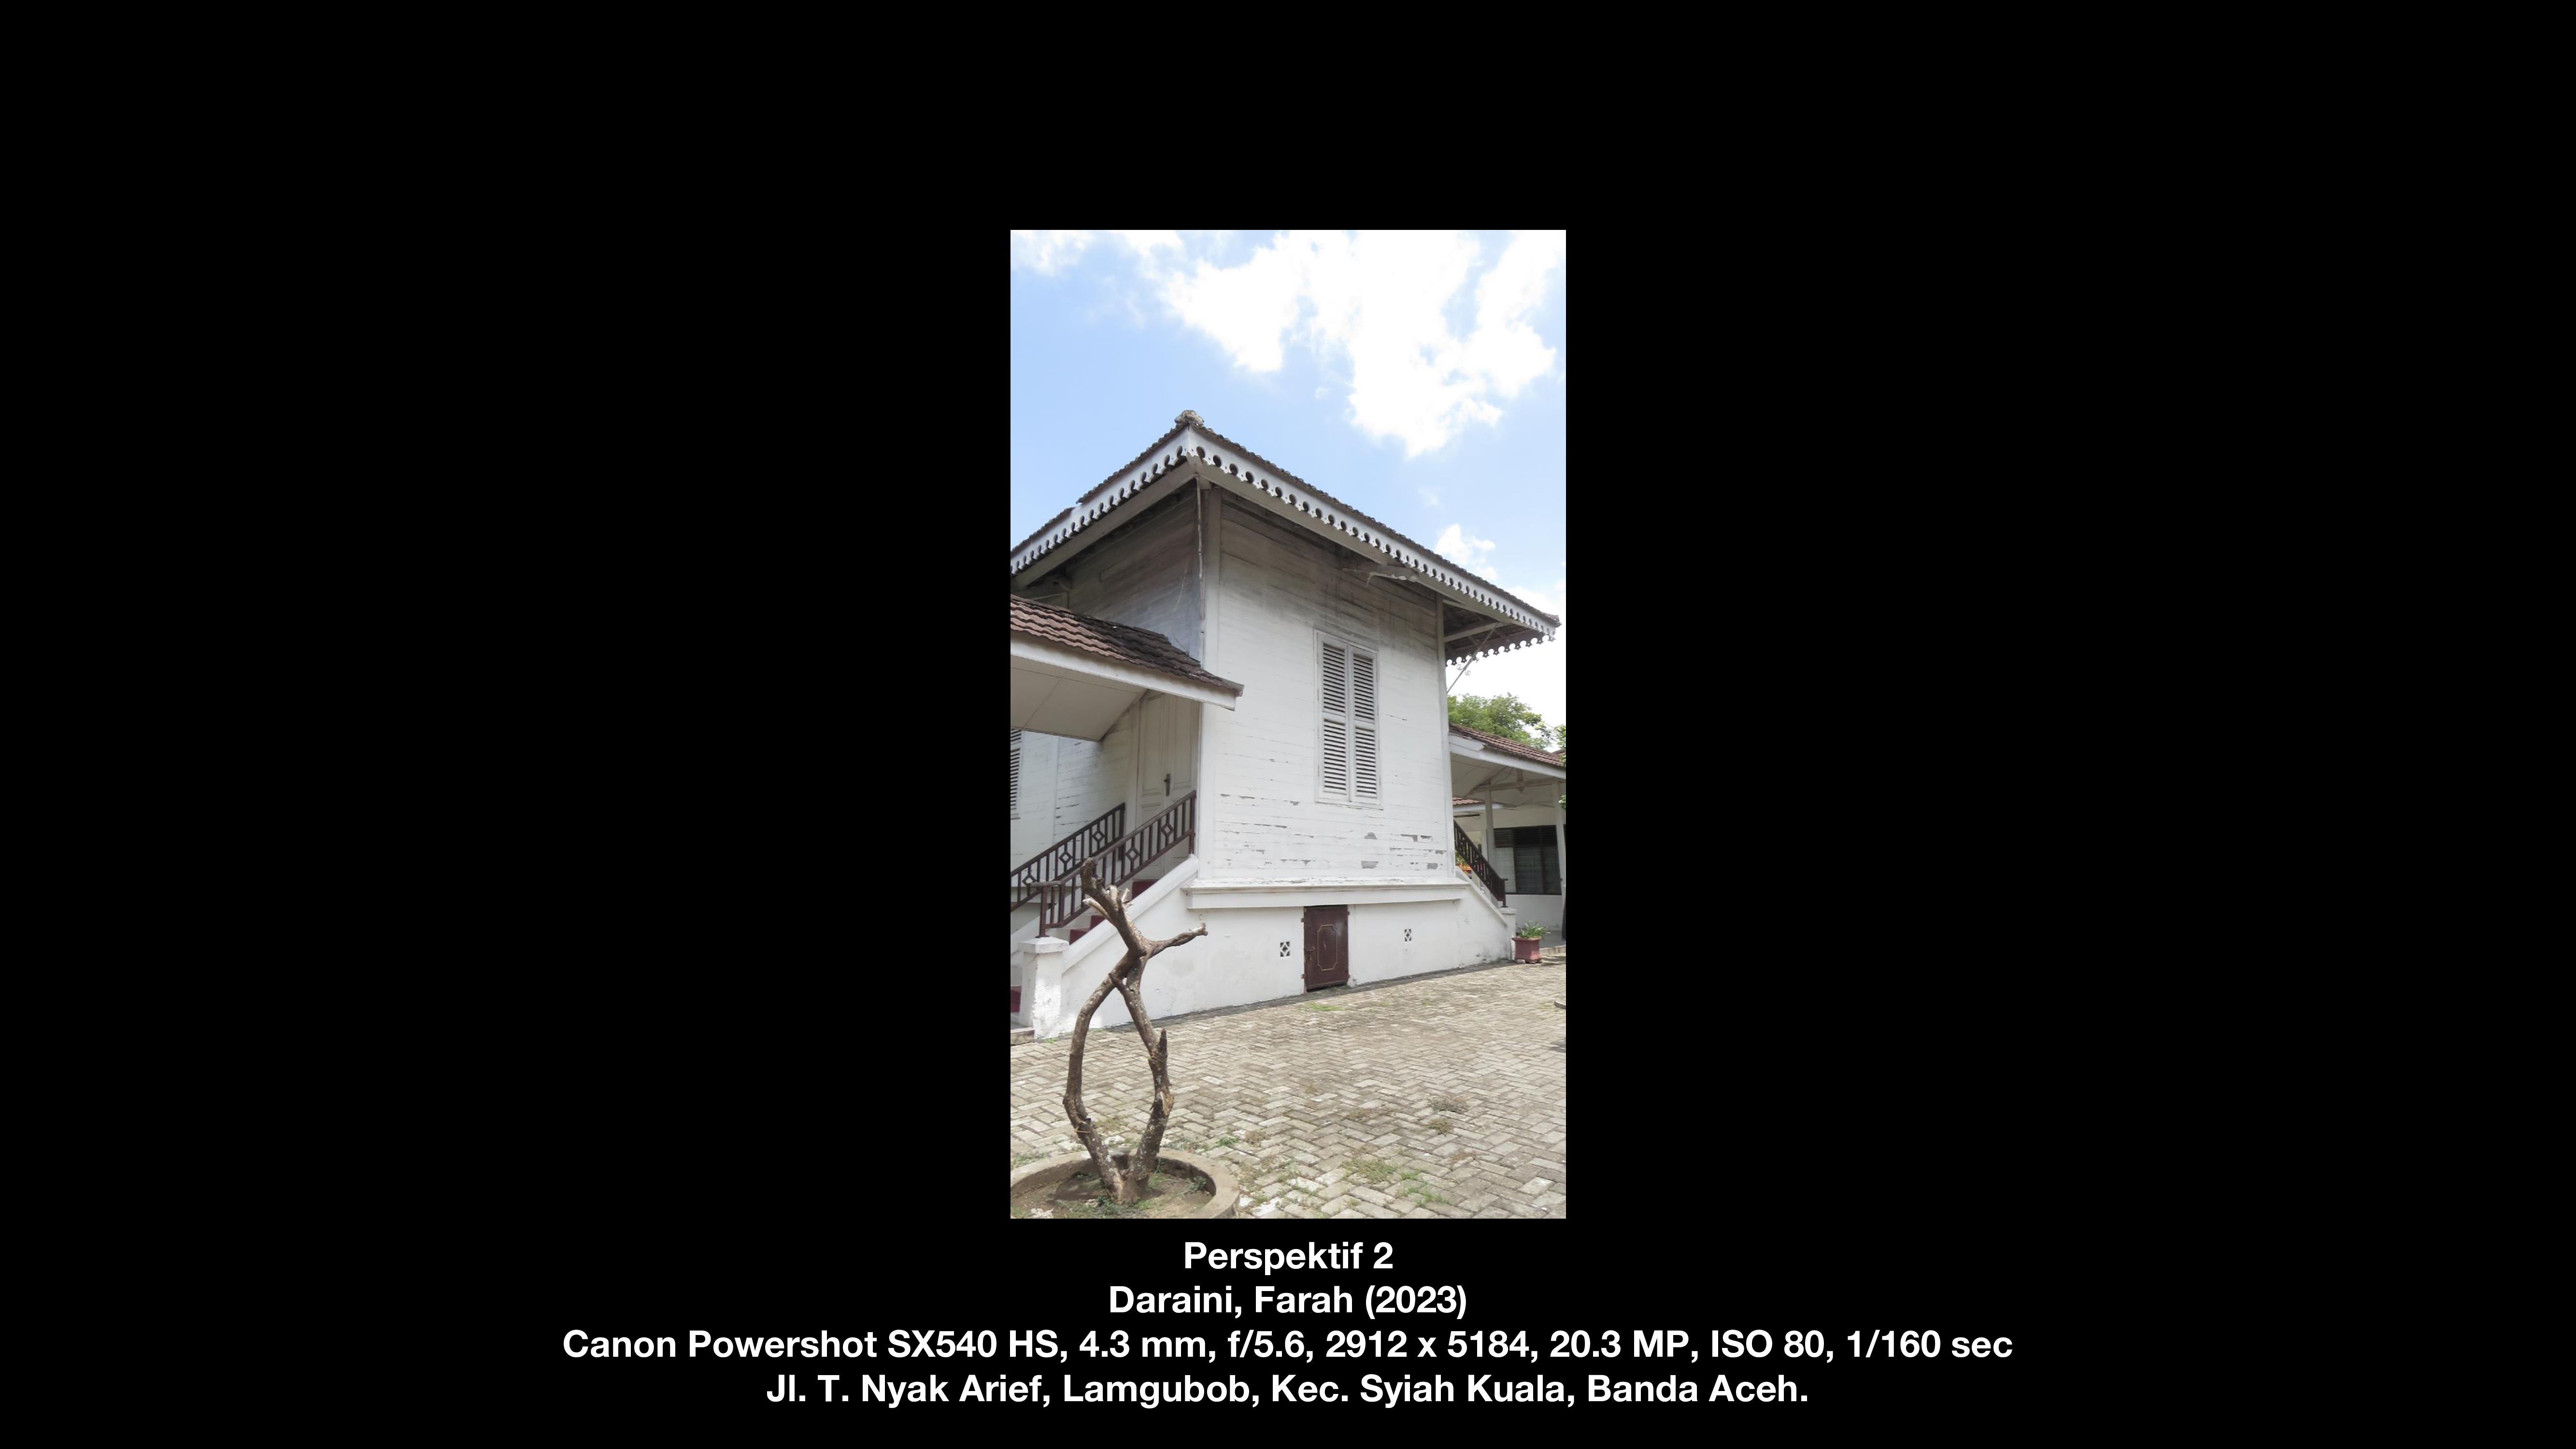 Perspektif 2
Daraini, Farah (2023)
Canon Powershot SX540 HS, 4.3 mm, f/5.6, 2912 x 5184, 20.3 MP, ISO 80, 1/160 sec
Jl. T. Nyak Arief, Lamgubob, Kec. Syiah Kuala, Banda Aceh.